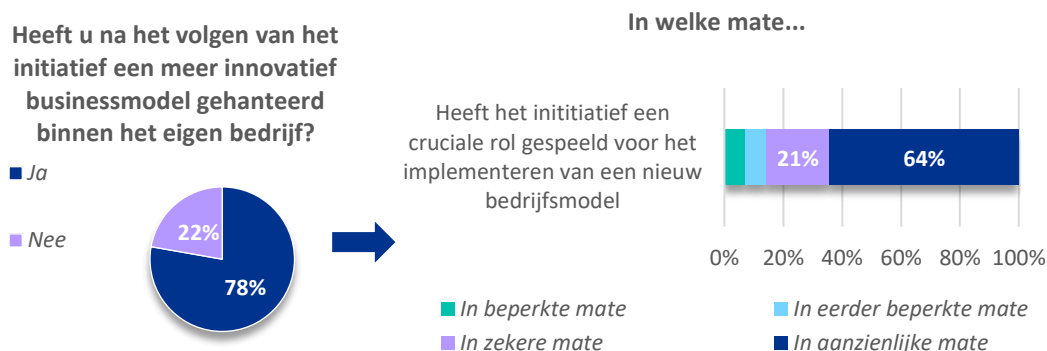 Heeft u na het volgen van het
initiatief een meer innovatief
businessmodel gehanteerd
binnen het eigen bedrijf?
Ja
Nee
22%
78%
In welke mate...
Heeft het inititiatief een
cruciale rol gespeeld voor het
implementeren van een nieuw
bedrijfsmodel
21%
64%
0%
20%
40%
60%
80%
100%
In beperkte mate
In eerder beperkte mate
In zekere mate
In aanzienlijke mate